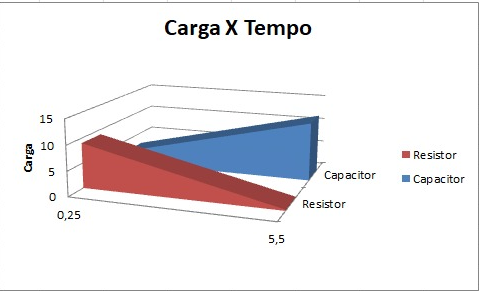 Carga X Tempo
15
10
5
0
Carga
0,25
5,5
Capacitor
Resistor
Resistor
Capacitor